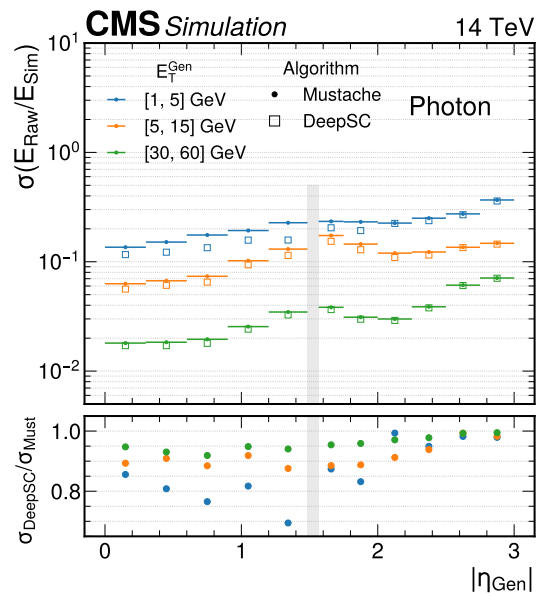 CMS Simulation 14 TeV
σ(E_Raw/E_Sim)
10^1
10^0
10^−1
10^−2
E_T^Gen
[1, 5] GeV
[5, 15] GeV
[30, 60] GeV
Algorithm
Mustache
DeepSC
Photon
σ_DeepSC/σ_Must
1.0
0.8
0 1 2 3
|η_Gen|